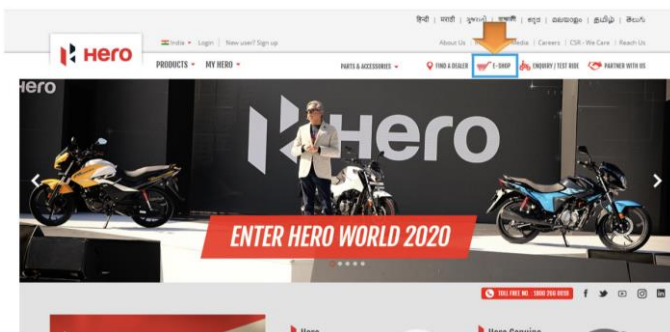 हिन्दी | मराठी | ગુજરાતી | বাংলা | ಕನ್ನಡ | മലയാളം | தமிழ் | తెలుగు
India Login | New user? Sign up
About Us | Media | Careers | CSR - We Care | Reach Us
Hero
PRODUCTS MY HERO PARTS & ACCESSORIES FIND A DEALER E-SHOP ENQUIRY / TEST RIDE PARTNER WITH US
Hero
Hero
ENTER HERO WORLD 2020
TOLL FREE NO. - 1800 266 0018
Hero Hero Genuine